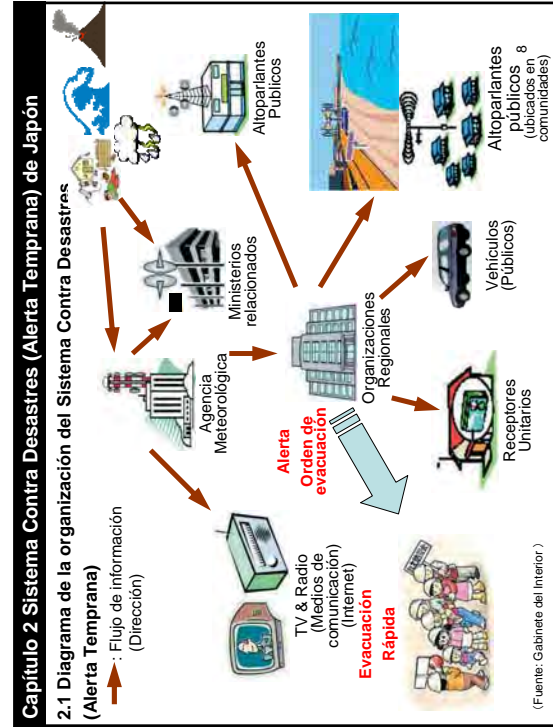 Capítulo 2 Sistema Contra Desastres (Alerta Temprana) de Japón
2.1 Diagrama de la organización del Sistema Contra Desastres
(Alerta Temprana)
: Flujo de información
(Dirección)
Agencia
Meteorológica
Ministerios
relacionados
Altoparlantes
Publicos
TV & Radio
(Medios de
comunicación)
(Internet)
Alerta
Orden de
evacuación
Organizaciones
Regionales
Evacuación
Rápida
Receptores
Unitarios
Vehículos
(Públicos)
Altoparlantes
públicos
(ubicados en
comunidades)
8
(Fuente: Gabinete del Interior)